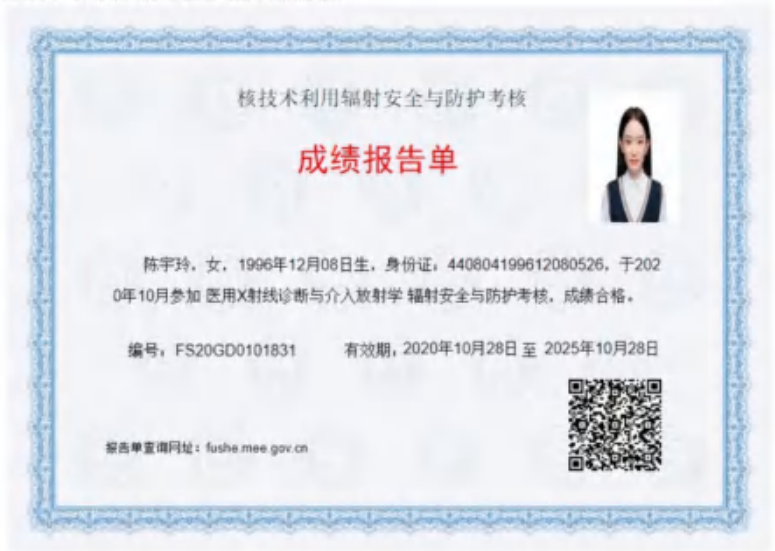 核技术利用辐射安全与防护考核
成绩报告单
陈宇玲，女，1996年12月08日生，身份证：440804199612080526，于202
0年10月参加 医用X射线诊断与介入放射学 辐射安全与防护考核，成绩合格。
编号：FS20GD0101831 有效期：2020年10月28日 至 2025年10月28日
报告单查询网址：fushe.mee.gov.cn